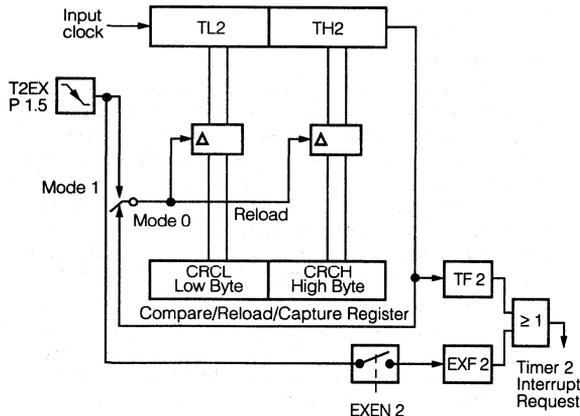 Input
clock
TL2
TH2
T2EX
P 1.5
Δ
Δ
Mode 1
Mode 0
Reload
CRCL
Low Byte
CRCH
High Byte
Compare/Reload/Capture Register
TF 2
≥ 1
EXF 2
EXEN 2
Timer 2
Interrupt
Request